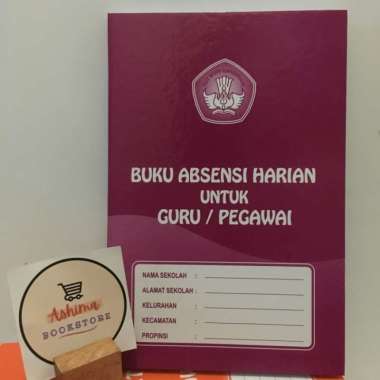 BUKU ABSENSI HARIAN
UNTUK
GURU / PEGAWAI
NAMA SEKOLAH :
ALAMAT SEKOLAH :
KELURAHAN :
KECAMATAN :
PROPINSI :
Ashima
BOOKSTORE